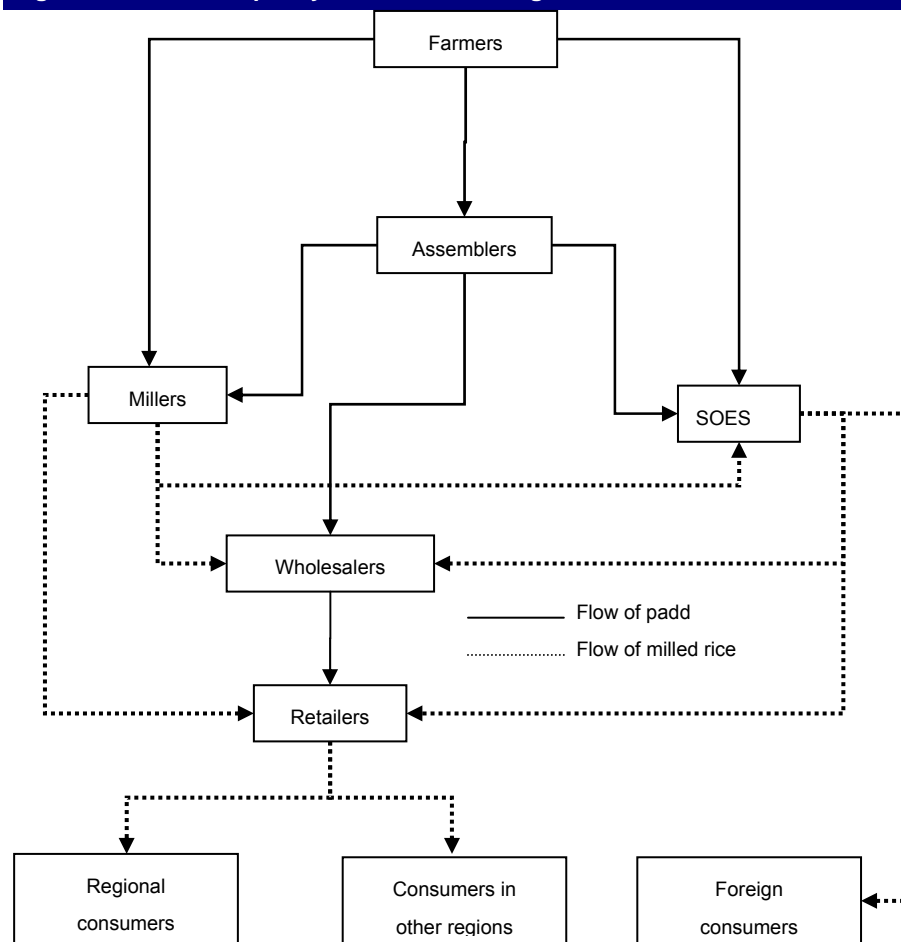 Farmers
Assemblers
Millers
SOES
Wholesalers
Flow of padd
Flow of milled rice
Retailers
Regional
consumers
Consumers in
other regions
Foreign
consumers